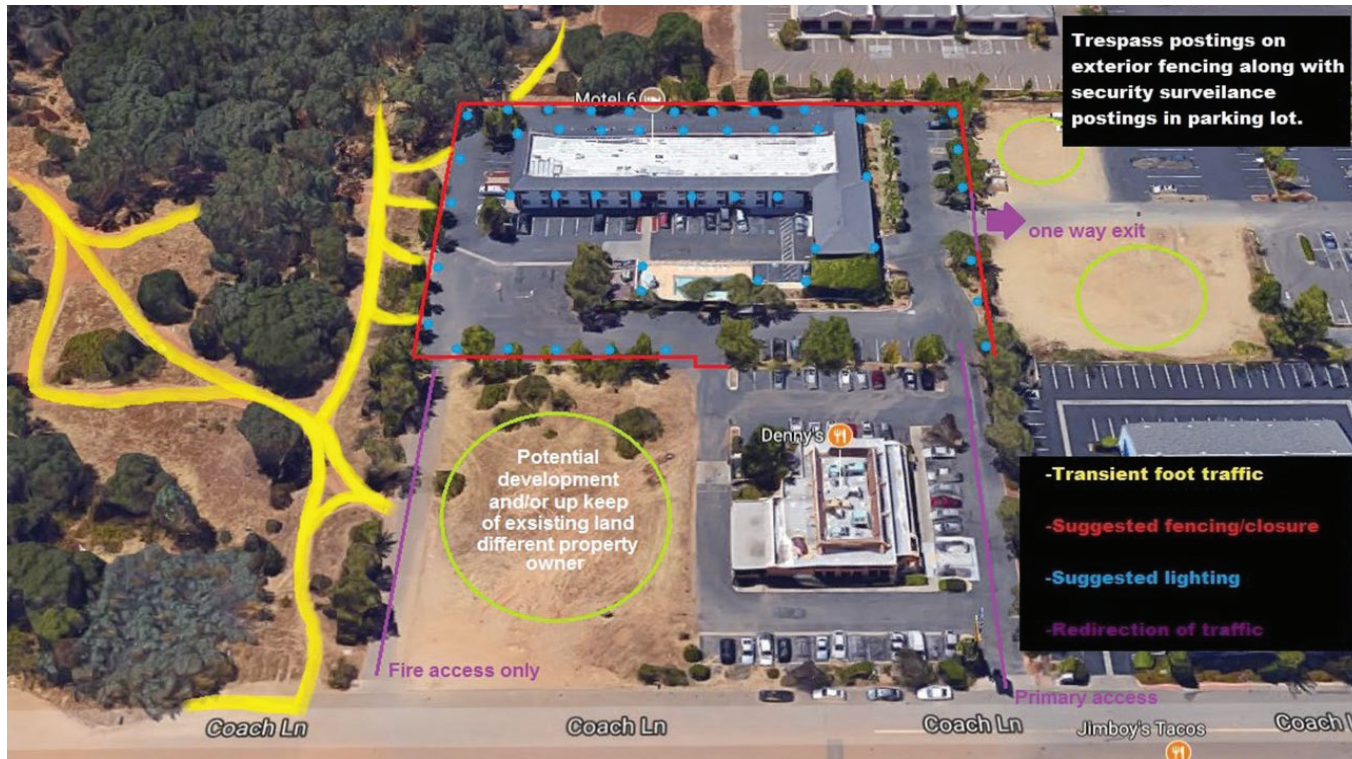 Trespass postings on
exterior fencing along with
security surveilance
postings in parking lot.
Motel 6
one way exit
Denny's
Potential
development
and/or up keep
of exsisting land
different property
owner
-Transient foot traffic
-Suggested fencing/closure
-Suggested lighting
-Redirection of traffic
Fire access only
Primary access
Coach Ln
Coach Ln
Coach Ln
Jimboy's Tacos
Coach